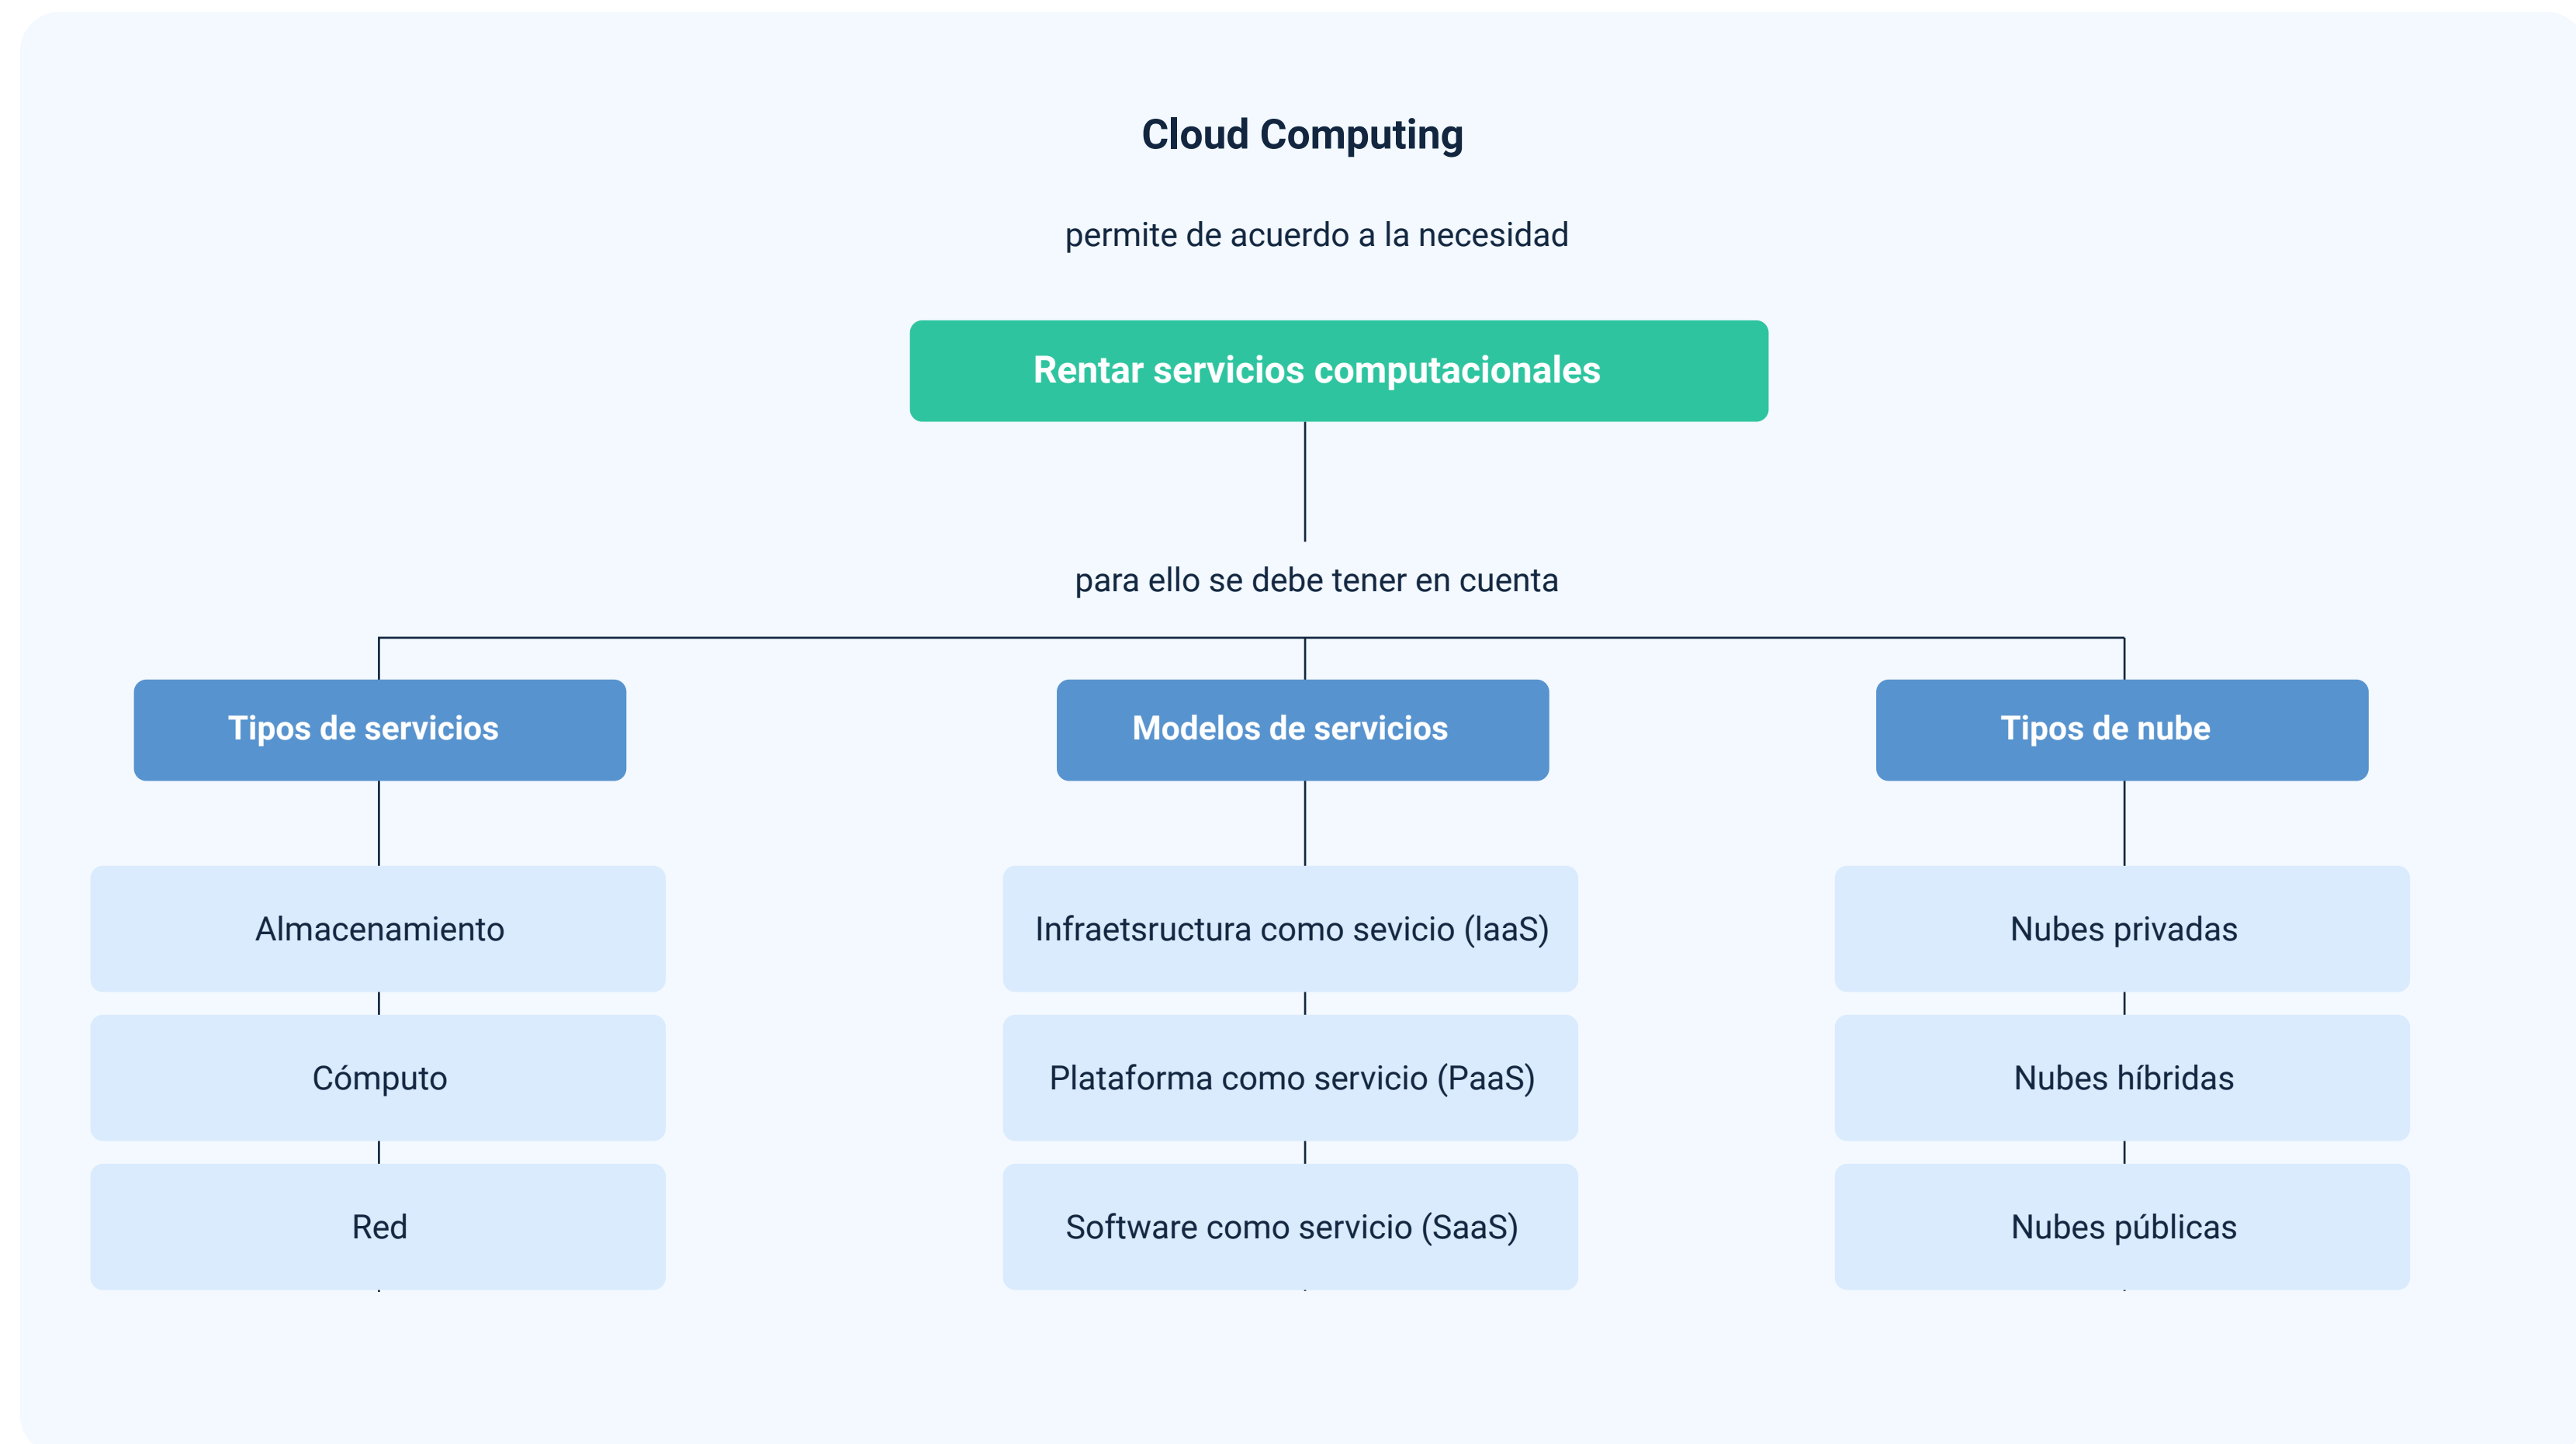 Cloud Computing
permite de acuerdo a la necesidad
Rentar servicios computacionales
para ello se debe tener en cuenta
Tipos de servicios
Modelos de servicios
Tipos de nube
Almacenamiento
Infraetsructura como sevicio (laaS)
Nubes privadas
Cómputo
Plataforma como servicio (PaaS)
Nubes híbridas
Red
Software como servicio (SaaS)
Nubes públicas